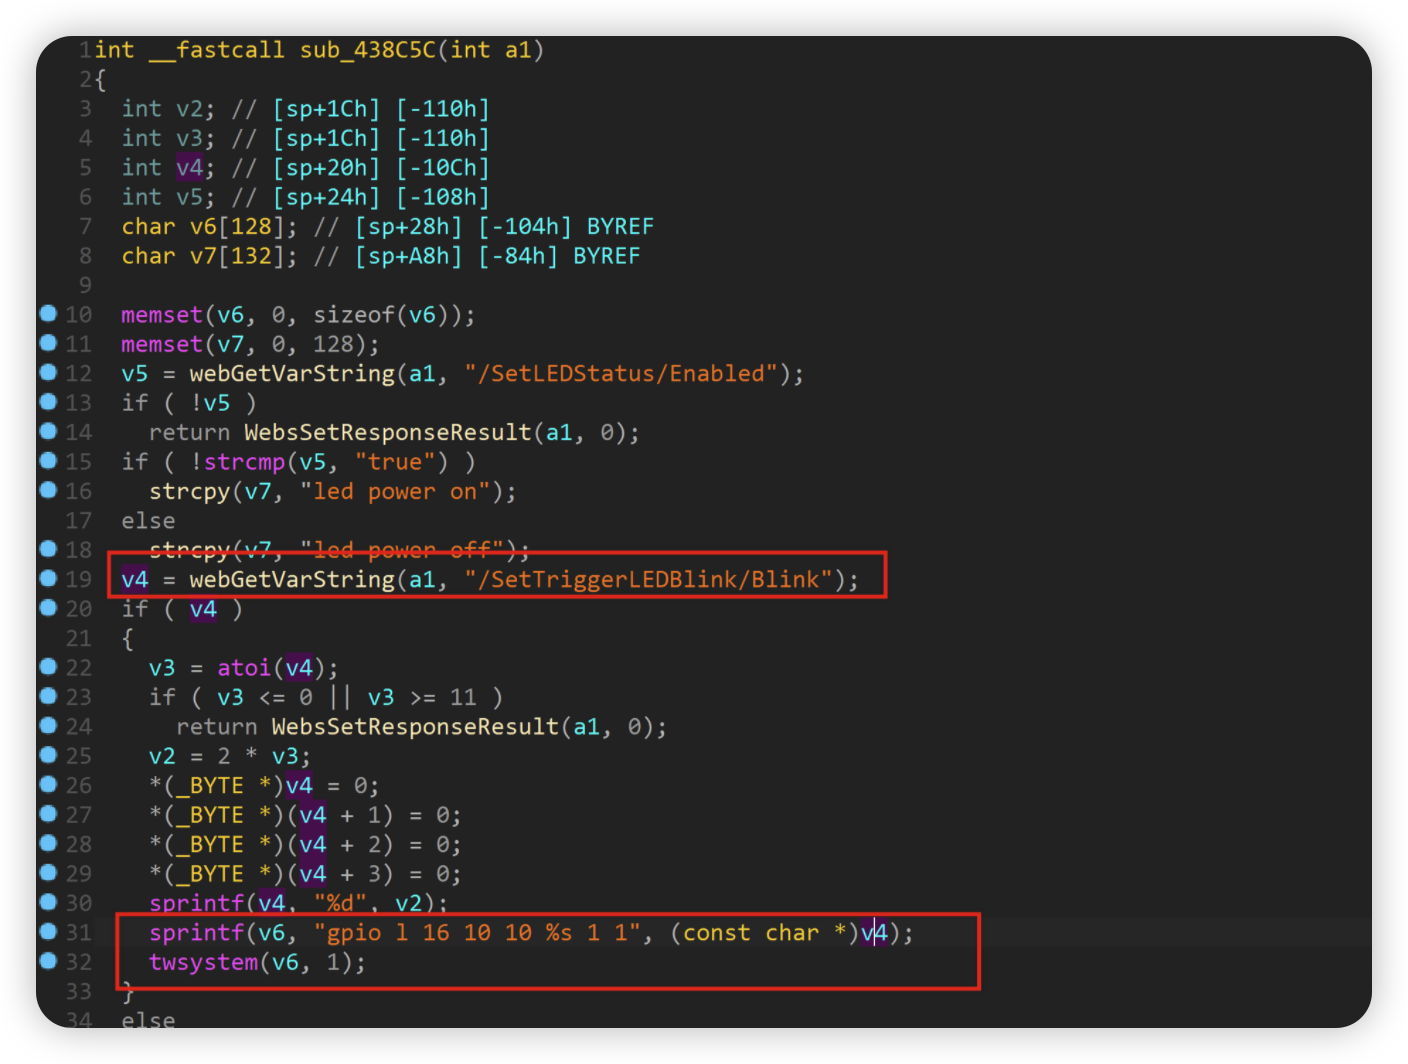 1 int __fastcall sub_438C5C(int a1)
2 {
3 int v2; // [sp+1Ch] [-110h]
4 int v3; // [sp+1Ch] [-110h]
5 int v4; // [sp+20h] [-10Ch]
6 int v5; // [sp+24h] [-108h]
7 char v6[128]; // [sp+28h] [-104h] BYREF
8 char v7[132]; // [sp+A8h] [-84h] BYREF
9
10 memset(v6, 0, sizeof(v6));
11 memset(v7, 0, 128);
12 v5 = webGetVarString(a1, "/SetLEDStatus/Enabled");
13 if ( !v5 )
14 return WebsSetResponseResult(a1, 0);
15 if ( !strcmp(v5, "true") )
16 strcpy(v7, "led power on");
17 else
18 strcpy(v7, "led power off");
19 v4 = webGetVarString(a1, "/SetTriggerLEDBlink/Blink");
20 if ( v4 )
21 {
22 v3 = atoi(v4);
23 if ( v3 <= 0 || v3 >= 11 )
24 return WebsSetResponseResult(a1, 0);
25 v2 = 2 * v3;
26 *(_BYTE *)v4 = 0;
27 *(_BYTE *)(v4 + 1) = 0;
28 *(_BYTE *)(v4 + 2) = 0;
29 *(_BYTE *)(v4 + 3) = 0;
30 sprintf(v4, "%d", v2);
31 sprintf(v6, "gpio l 16 10 10 %s 1 1", (const char *)v4);
32 twsystem(v6, 1);
33 }
34 else